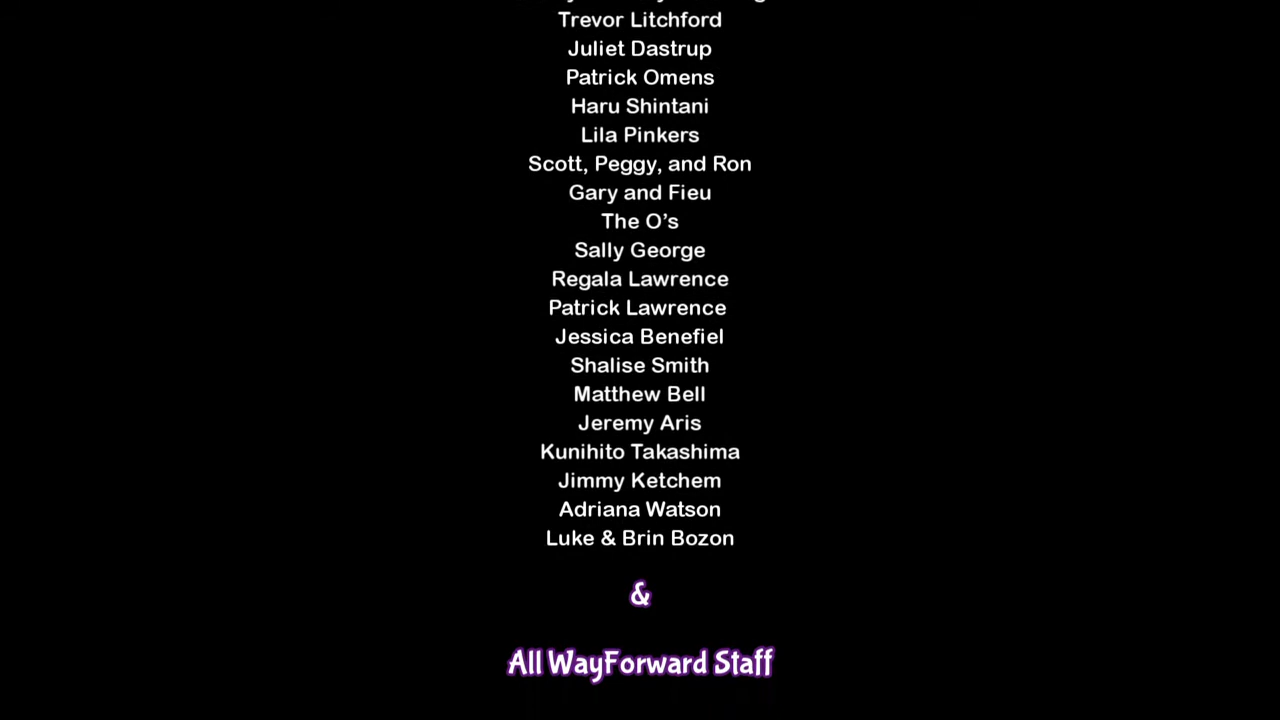 Trevor Litchford
Juliet Dastrup
Patrick Omens
Haru Shintani
Lila Pinkers
Scott, Peggy, and Ron
Gary and Fieu
The O’s
Sally George
Regala Lawrence
Patrick Lawrence
Jessica Benefiel
Shalise Smith
Matthew Bell
Jeremy Aris
Kunihito Takashima
Jimmy Ketchem
Adriana Watson
Luke & Brin Bozon
&
All WayForward Staff